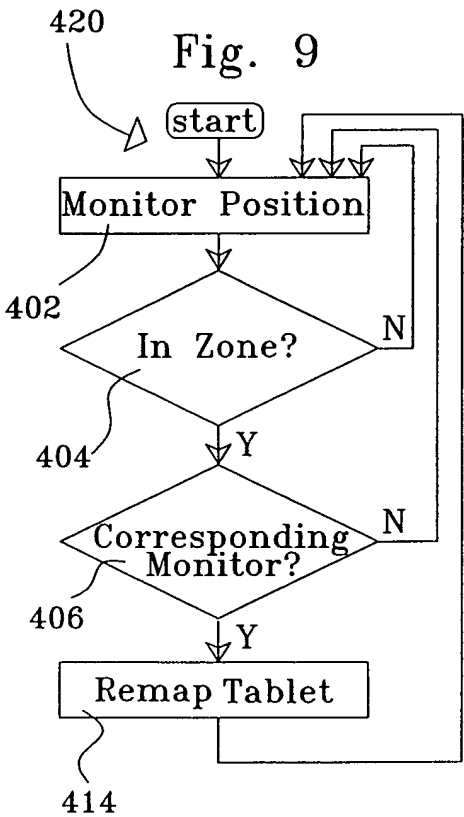 420
Fig. 9
start
Monitor Position
402
In Zone?
N
404
Y
Corresponding
Monitor?
N
406
Y
Remap Tablet
414